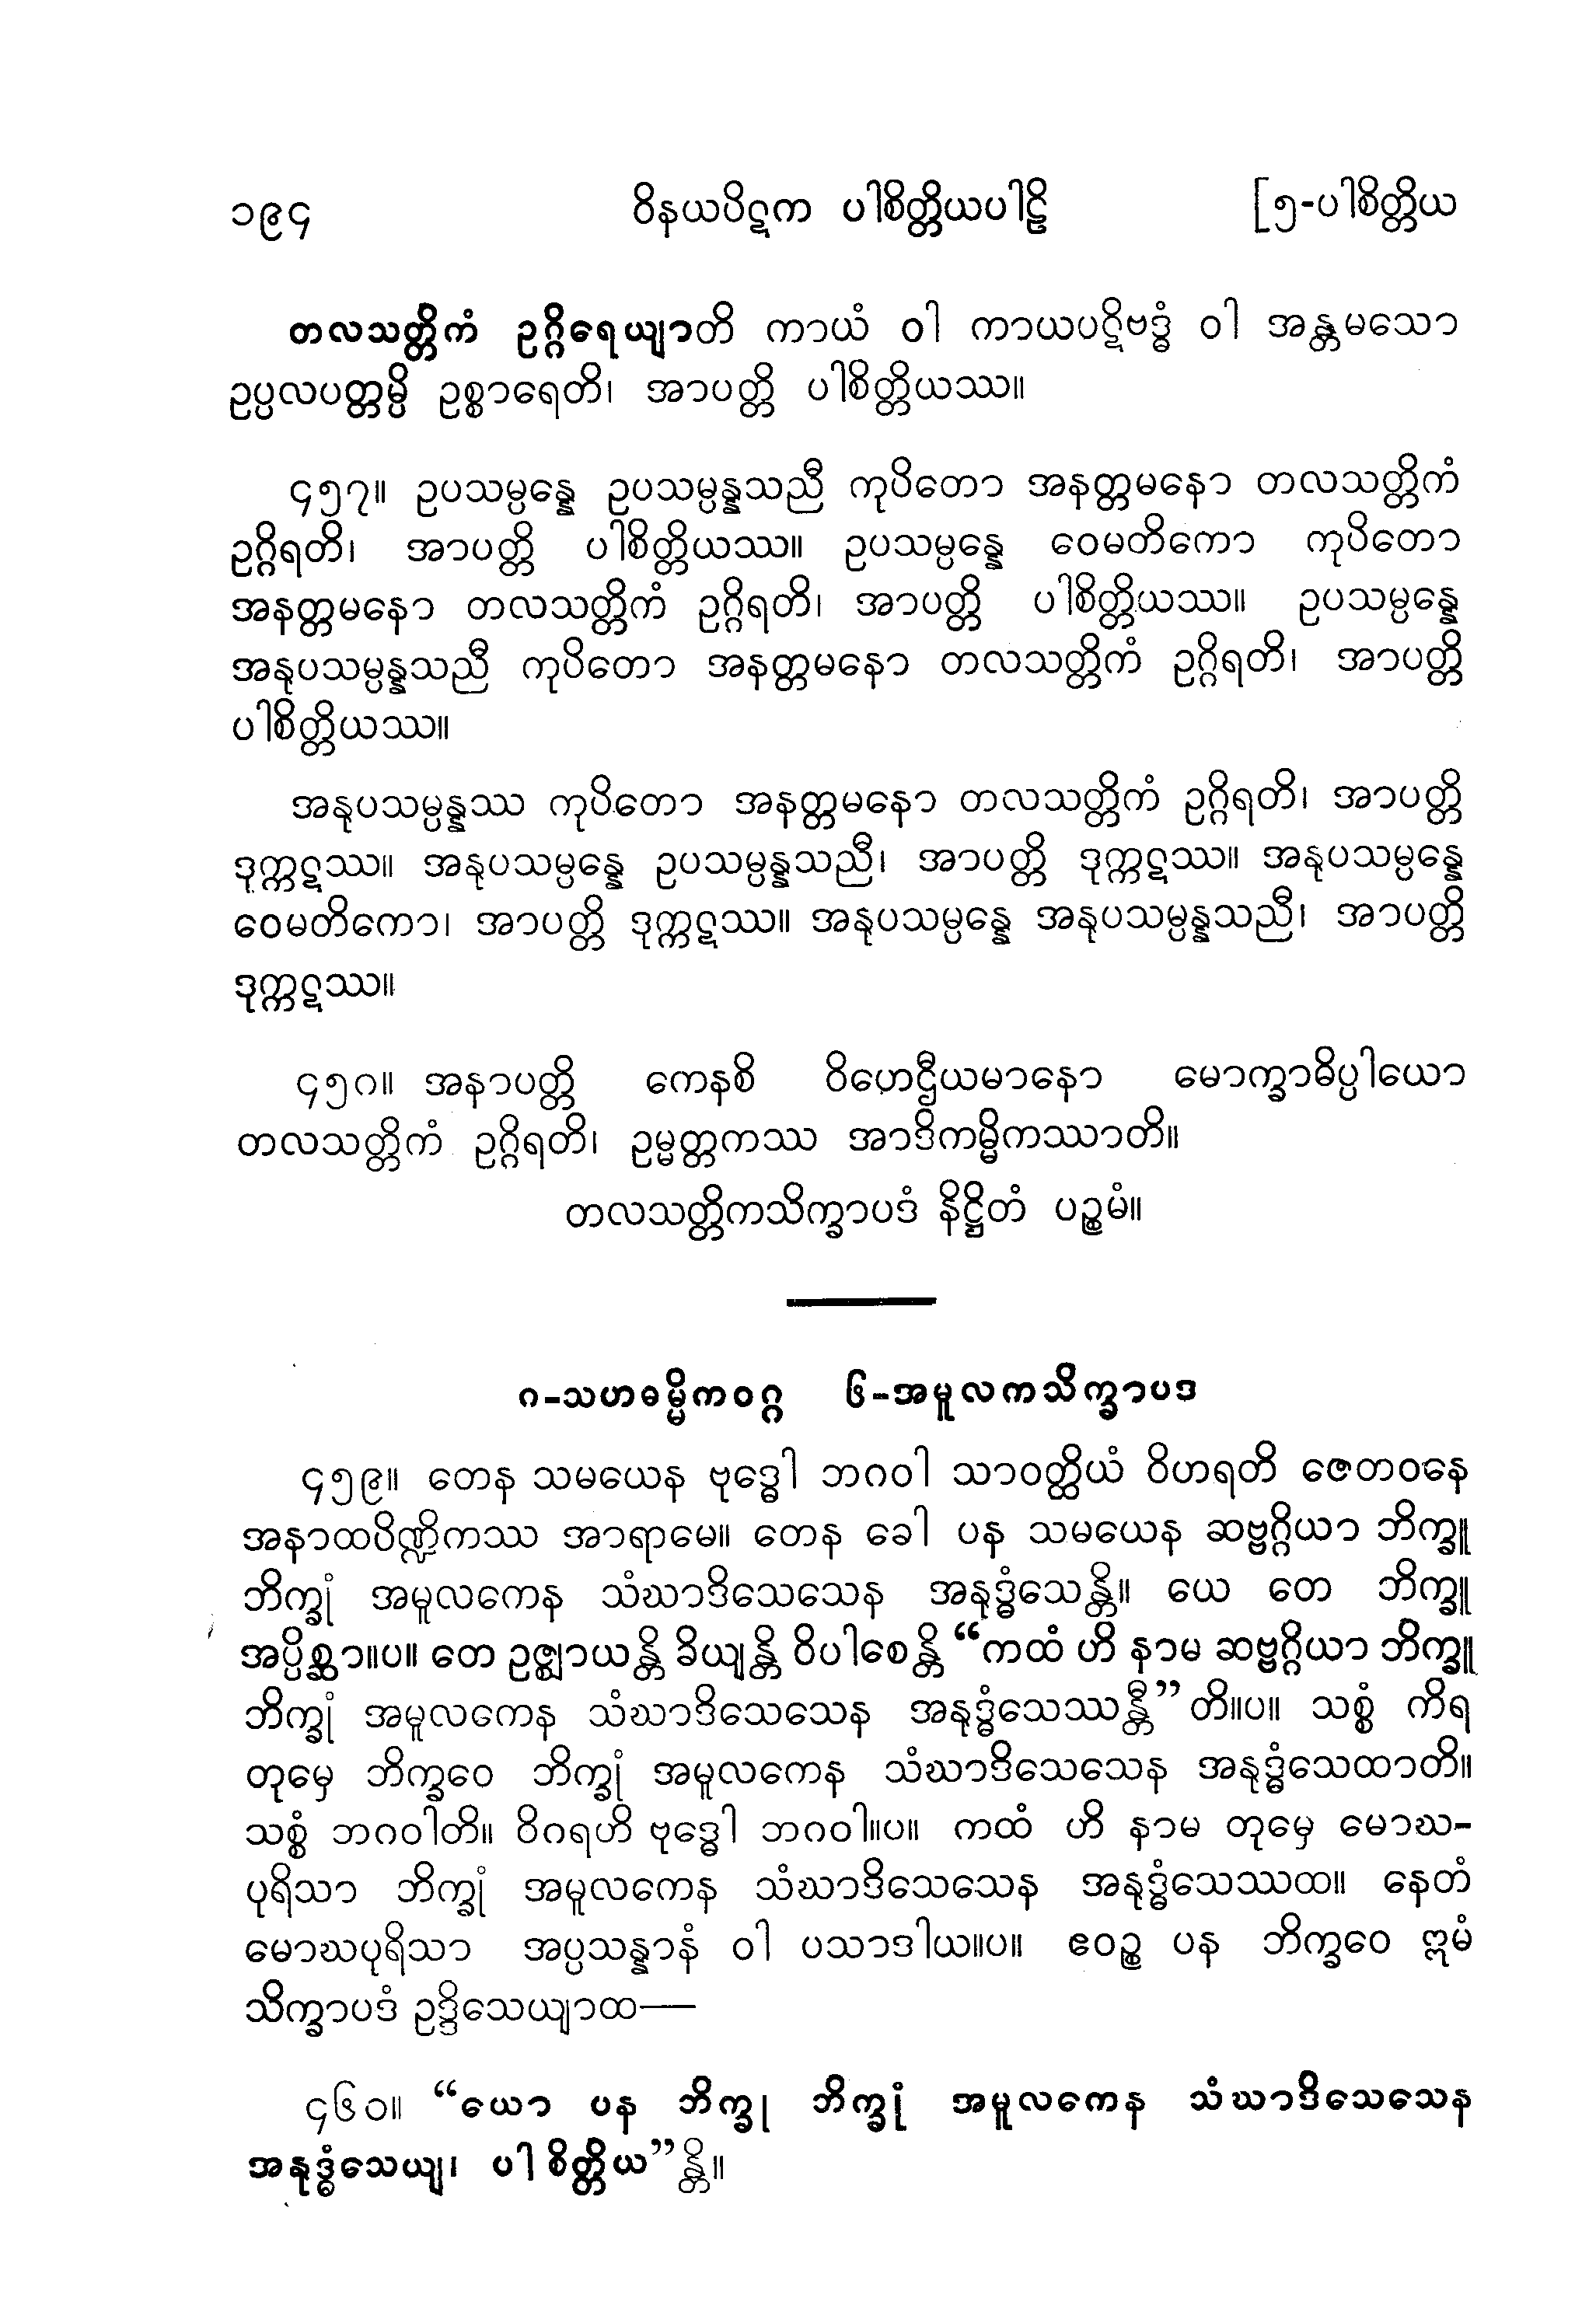 ၁၉၄ ဝိနယပိဋက ပါစိတ္တိယပါဠိ [၅-ပါစိတ္တိယ
တလသတ္တိကံ ဥဂ္ဂိရေယျာတိ ကာယံ ဝါ ကာယပဋိဗဒ္ဓံ ဝါ အန္တမသော
ဥပ္ပလပတ္တမ္ပိ ဥစ္စာရေတိ၊ အာပတ္တိ ပါစိတ္တိယဿ။
၄၅၇။ ဥပသမ္ပန္နေ ဥပသမ္ပန္နသညီ ကုပိတော အနတ္တမနော တလသတ္တိကံ
ဥဂ္ဂိရတိ၊ အာပတ္တိ ပါစိတ္တိယဿ။ ဥပသမ္ပန္နေ ဝေမတိကော ကုပိတော
အနတ္တမနော တလသတ္တိကံ ဥဂ္ဂိရတိ၊ အာပတ္တိ ပါစိတ္တိယဿ။ ဥပသမ္ပန္နေ
အနုပသမ္ပန္နသညီ ကုပိတော အနတ္တမနော တလသတ္တိကံ ဥဂ္ဂိရတိ၊ အာပတ္တိ
ပါစိတ္တိယဿ။
အနုပသမ္ပန္နဿ ကုပိတော အနတ္တမနော တလသတ္တိကံ ဥဂ္ဂိရတိ၊ အာပတ္တိ
ဒုက္ကဋဿ။ အနုပသမ္ပန္နေ ဥပသမ္ပန္နသညီ၊ အာပတ္တိ ဒုက္ကဋဿ။ အနုပသမ္ပန္နေ
ဝေမတိကော၊ အာပတ္တိ ဒုက္ကဋဿ။ အနုပသမ္ပန္နေ အနုပသမ္ပန္နသညီ၊ အာပတ္တိ
ဒုက္ကဋဿ။
၄၅၈။ အနာပတ္တိ ကေနစိ ဝိဟေဌီယမာနော မောက္ခာဓိပ္ပါယော
တလသတ္တိကံ ဥဂ္ဂိရတိ၊ ဥမ္မတ္တကဿ အာဒိကမ္မိကဿာတိ။
တလသတ္တိကသိက္ခာပဒံ နိဋ္ဌိတံ ပဉ္စမံ။
၈-သဟဓမ္မိကဝဂ္ဂ ၆-အမူလကသိက္ခာပဒ
၄၅၉။ တေန သမယေန ဗုဒ္ဓေါ ဘဂဝါ သာဝတ္ထိယံ ဝိဟရတိ ဇေတဝနေ
အနာထပိဏ္ဍိကဿ အာရာမေ။ တေန ခေါ ပန သမယေန ဆဗ္ဗဂ္ဂိယာ ဘိက္ခူ
ဘိက္ခုံ အမူလကေန သံဃာဒိသေသေန အနုဒ္ဓံသေန္တိ။ ယေ တေ ဘိက္ခူ
အပ္ပိစ္ဆာ။ပ။ တေ ဥဇ္ဈာယန္တိ ခိယျန္တိ ဝိပါစေန္တိ “ကထံ ဟိ နာမ ဆဗ္ဗဂ္ဂိယာ ဘိက္ခူ
ဘိက္ခုံ အမူလကေန သံဃာဒိသေသေန အနုဒ္ဓံသေဿန္တီ”တိ။ပ။ သစ္စံ ကိရ
တုမှေ ဘိက္ခဝေ ဘိက္ခုံ အမူလကေန သံဃာဒိသေသေန အနုဒ္ဓံသေထာတိ။
သစ္စံ ဘဂဝါတိ။ ဝိဂရဟိ ဗုဒ္ဓေါ ဘဂဝါ။ပ။ ကထံ ဟိ နာမ တုမှေ မောဃ-
ပုရိသာ ဘိက္ခုံ အမူလကေန သံဃာဒိသေသေန အနုဒ္ဓံသေဿထ။ နေတံ
မောဃပုရိသာ အပ္ပသန္နာနံ ဝါ ပသာဒါယ။ပ။ ဧဝဉ္စ ပန ဘိက္ခဝေ ဣမံ
သိက္ခာပဒံ ဥဒ္ဒိသေယျာထ—
၄၆၀။ “ယော ပန ဘိက္ခု ဘိက္ခုံ အမူလကေန သံဃာဒိသေသေန
အနုဒ္ဓံသေယျ၊ ပါစိတ္တိယ”န္တိ။